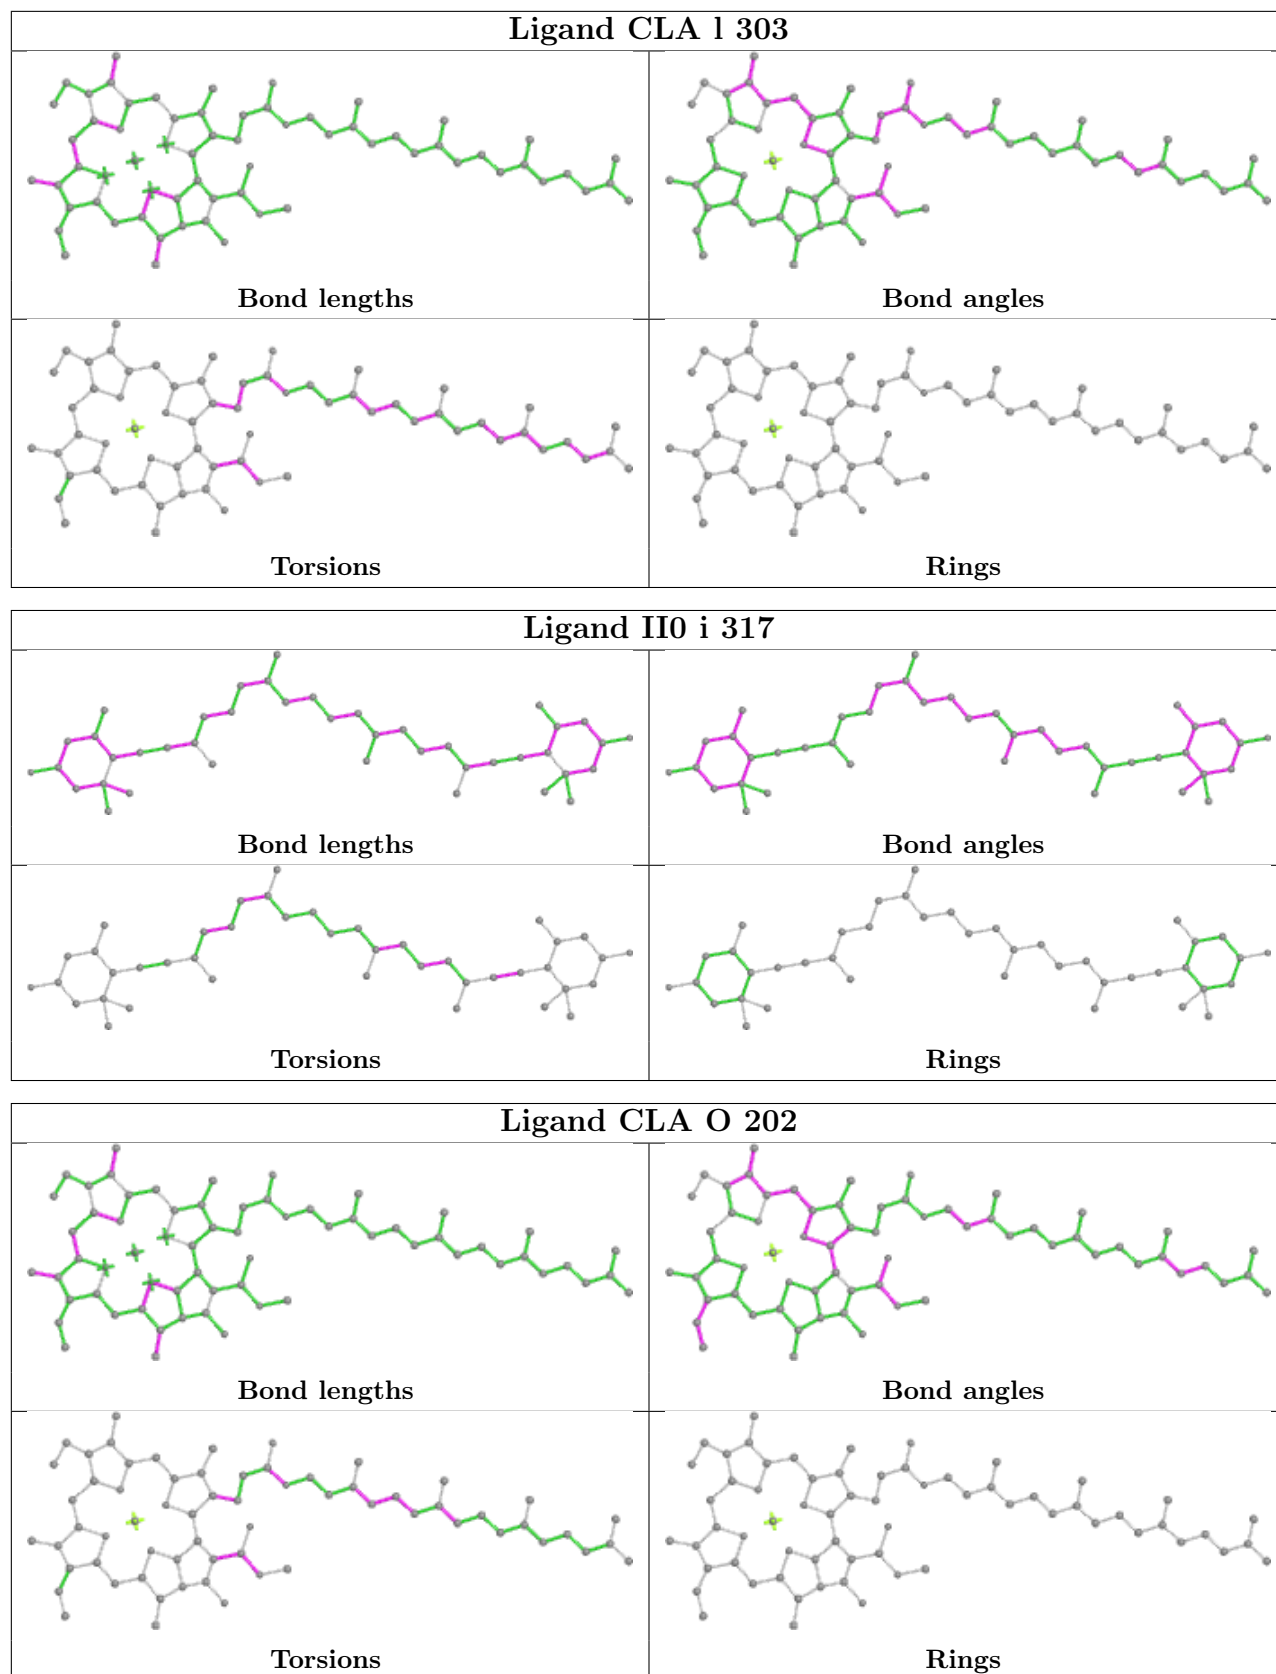 Ligand CLA l 303
Bond lengths
Bond angles
Torsions
Rings
Ligand II0 i 317
Bond lengths
Bond angles
Torsions
Rings
Ligand CLA O 202
Bond lengths
Bond angles
Torsions
Rings